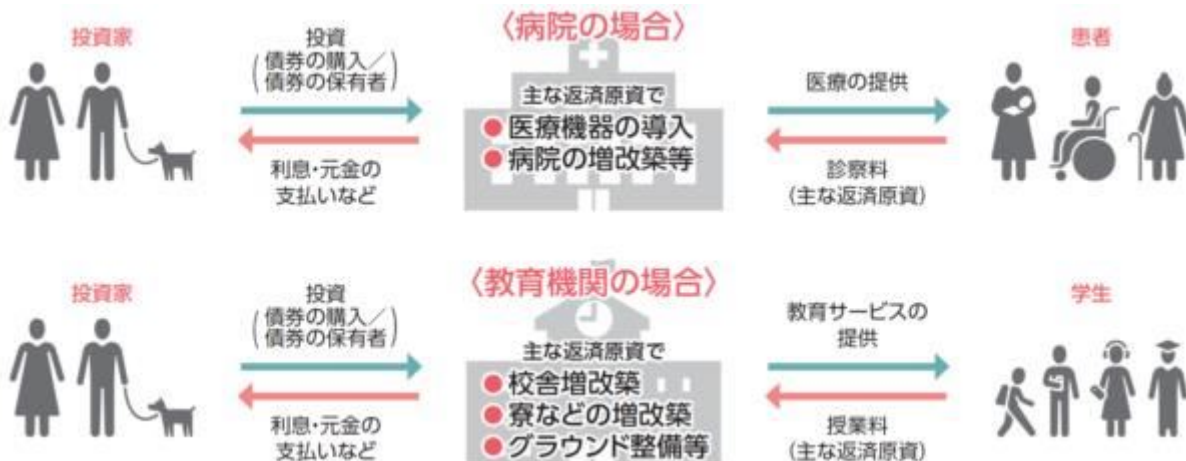 〈病院の場合〉
投資家
投資
(債券の購入／
債券の保有者)
利息・元金の
支払いなど
主な返済原資で
●医療機器の導入
●病院の増改築等
医療の提供
診察料
(主な返済原資)
患者
〈教育機関の場合〉
投資家
投資
(債券の購入／
債券の保有者)
利息・元金の
支払いなど
主な返済原資で
●校舎増改築
●寮などの増改築
●グラウンド整備等
教育サービスの
提供
授業料
(主な返済原資)
学生